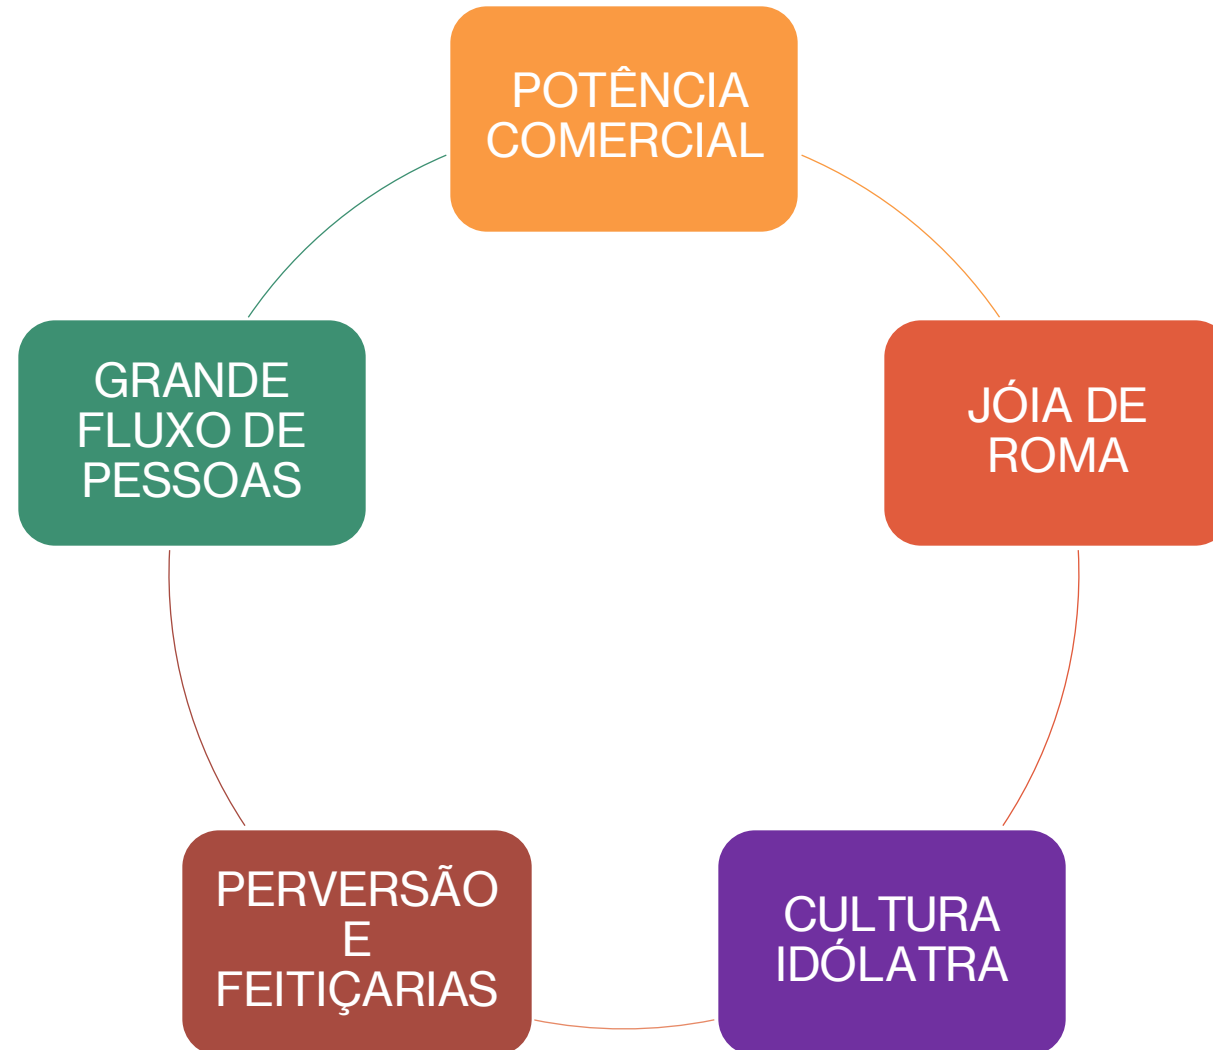 POTÊNCIA
COMERCIAL
JÓIA DE
ROMA
CULTURA
IDÓLATRA
PERVERSÃO
E
FEITIÇARIAS
GRANDE
FLUXO DE
PESSOAS